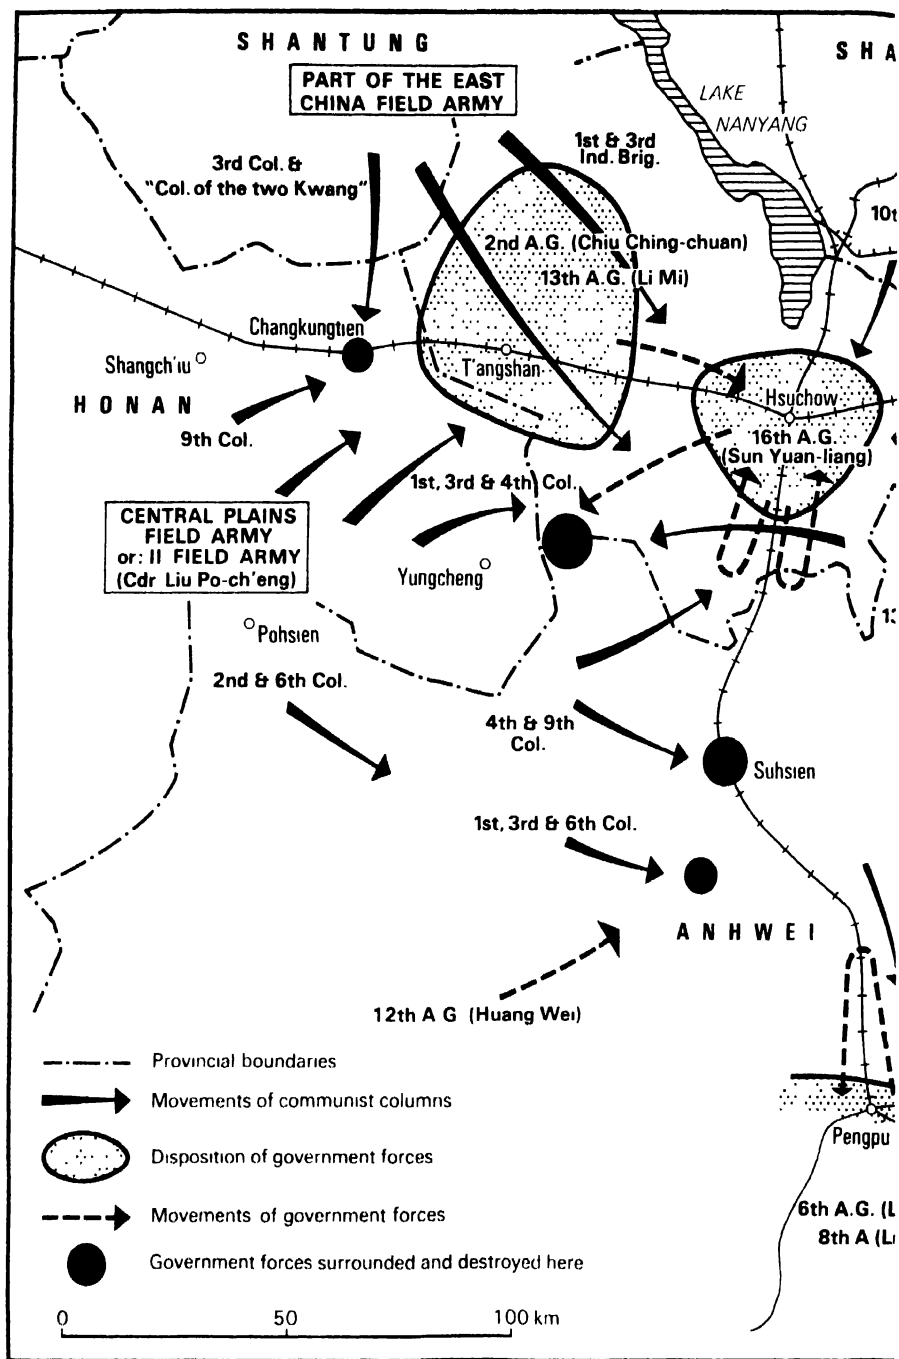 SHANTUNG
SHA
PART OF THE EAST
CHINA FIELD ARMY
LAKE
NANYANG
1st & 3rd
Ind. Brig.
3rd Col. &
"Col. of the two Kwang"
10t
2nd A.G. (Chiu Ching-chuan)
13th A.G. (Li Mi)
Changkungtien
Shangch'iu
T'angshan
Hsuchow
HONAN
9th Col.
16th A.G.
(Sun Yuan-liang)
1st, 3rd & 4th Col.
CENTRAL PLAINS
FIELD ARMY
or: II FIELD ARMY
(Cdr Liu Po-ch'eng)
Yungcheng
Pohsien
13
2nd & 6th Col.
4th & 9th
Col.
Suhsien
1st, 3rd & 6th Col.
ANHWEI
12th A G (Huang Wei)
Provincial boundaries
Movements of communist columns
Disposition of government forces
Pengpu
Movements of government forces
6th A.G. (L
8th A (Li
Government forces surrounded and destroyed here
0 50 100 km